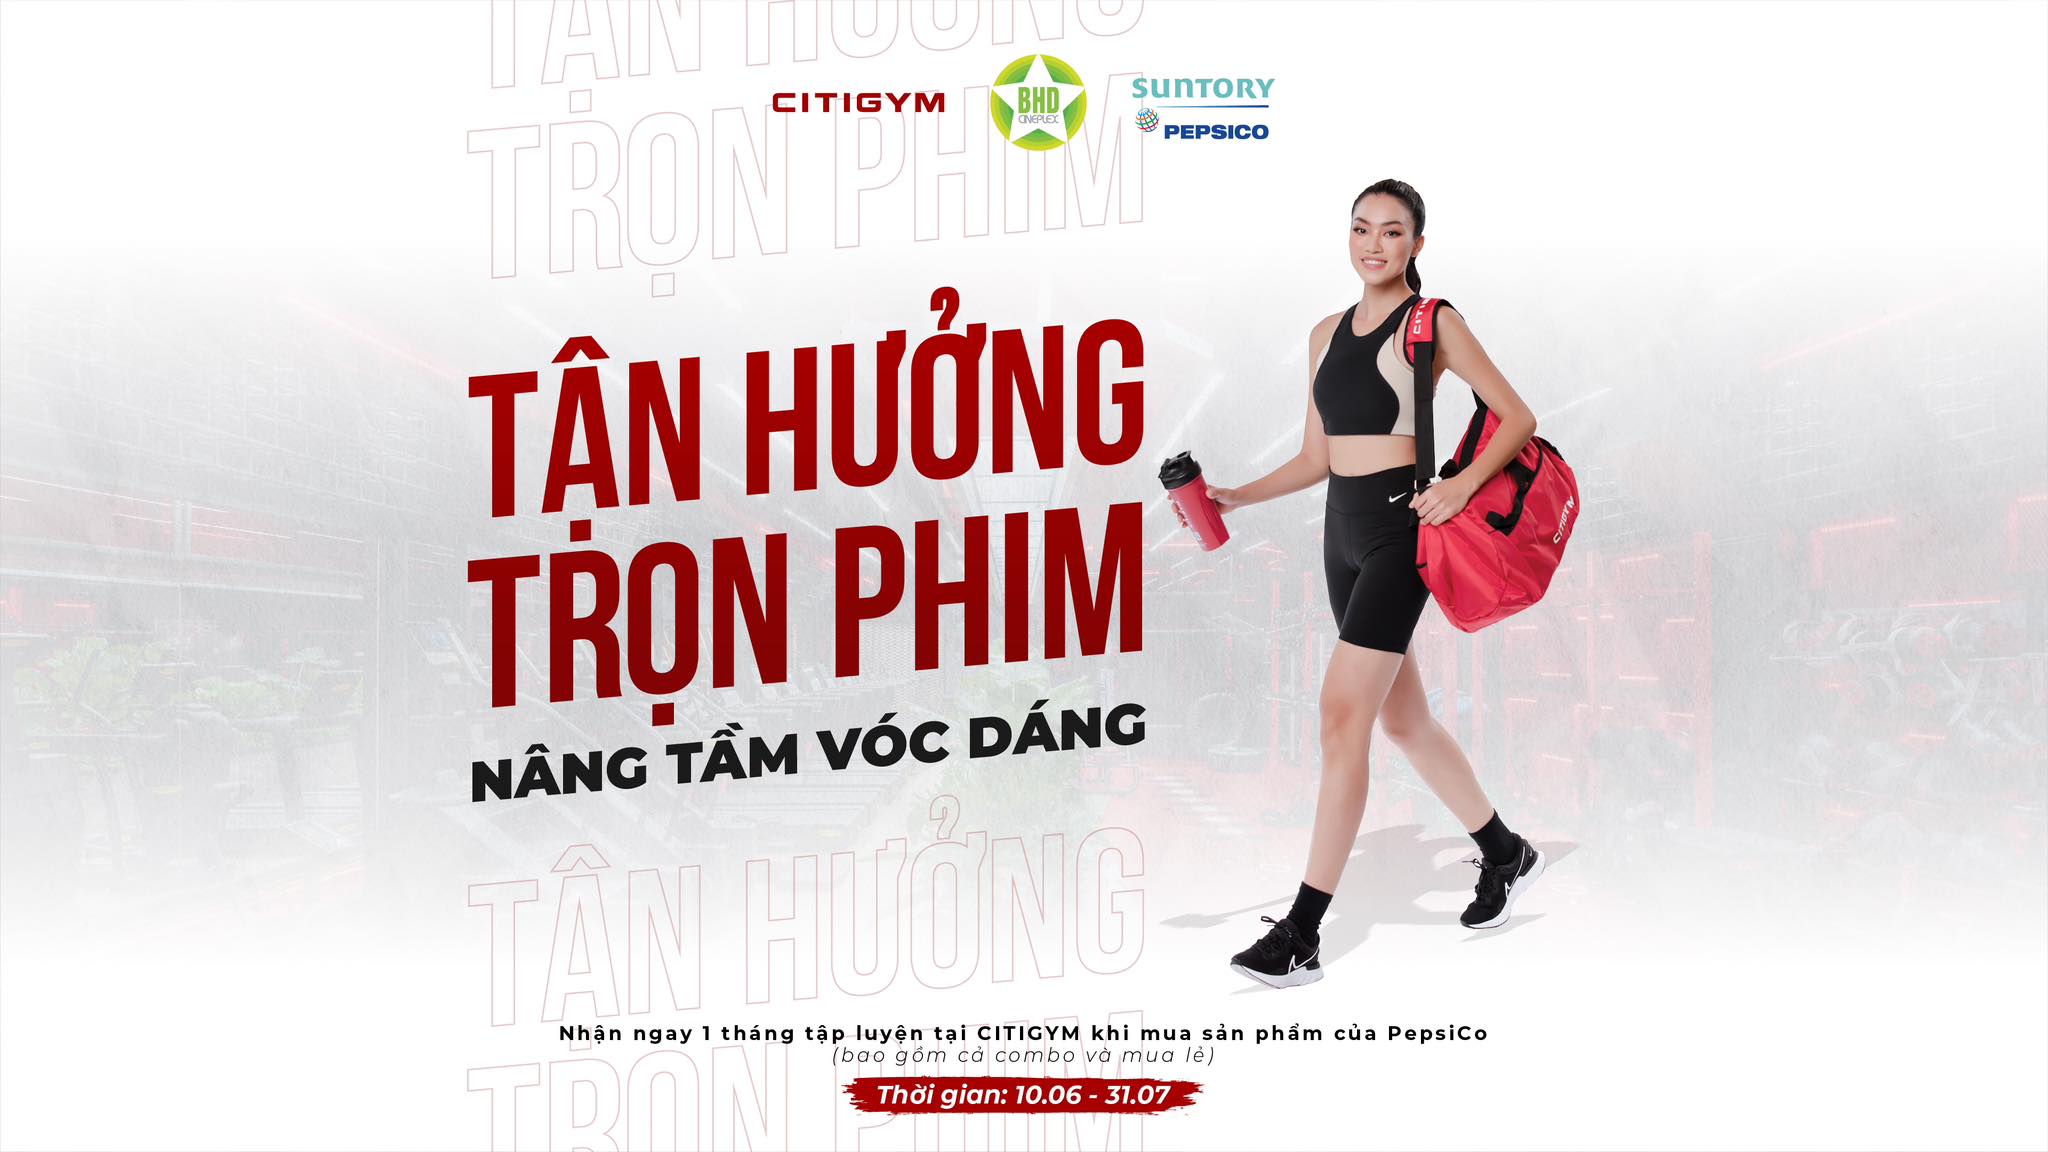 TẬN HƯỞNG
TRỌN PHIM
CITIGYM
BHD
CINEPLEX
SUNTORY
PEPSICO
TẬN HƯỞNG
TRỌN PHIM
NÂNG TẦM VÓC DÁNG
CITIGYM
TẬN HƯỞNG
TRỌN PHIM
Nhận ngay 1 tháng tập luyện tại CITIGYM khi mua sản phẩm của PepsiCo
(bao gồm cả combo và mua lẻ)
Thời gian: 10.06 - 31.07